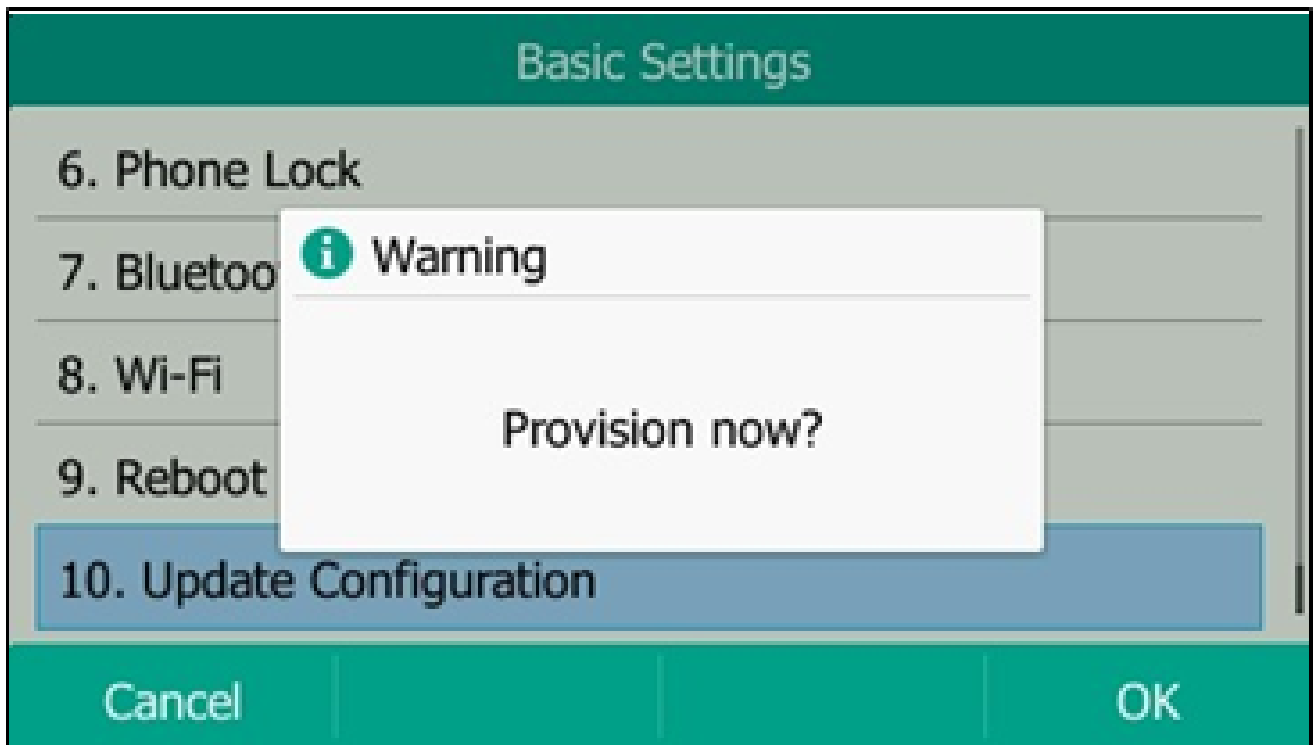 Basic Settings
6. Phone Lock
7. Bluetoo
Warning
8. Wi-Fi
Provision now?
9. Reboot
10. Update Configuration
Cancel
OK